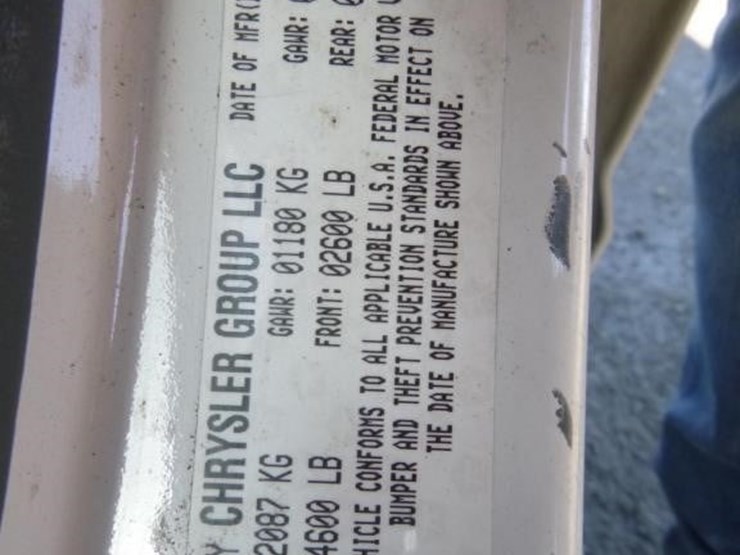 CHRYSLER GROUP LLC DATE OF MFR
2087 KG GAWR: 01180 KG GAWR:
4600 LB FRONT: 02600 LB REAR:
HICLE CONFORMS TO ALL APPLICABLE U.S.A. FEDERAL MOTOR
BUMPER AND THEFT PREVENTION STANDARDS IN EFFECT ON
THE DATE OF MANUFACTURE SHOWN ABOVE.